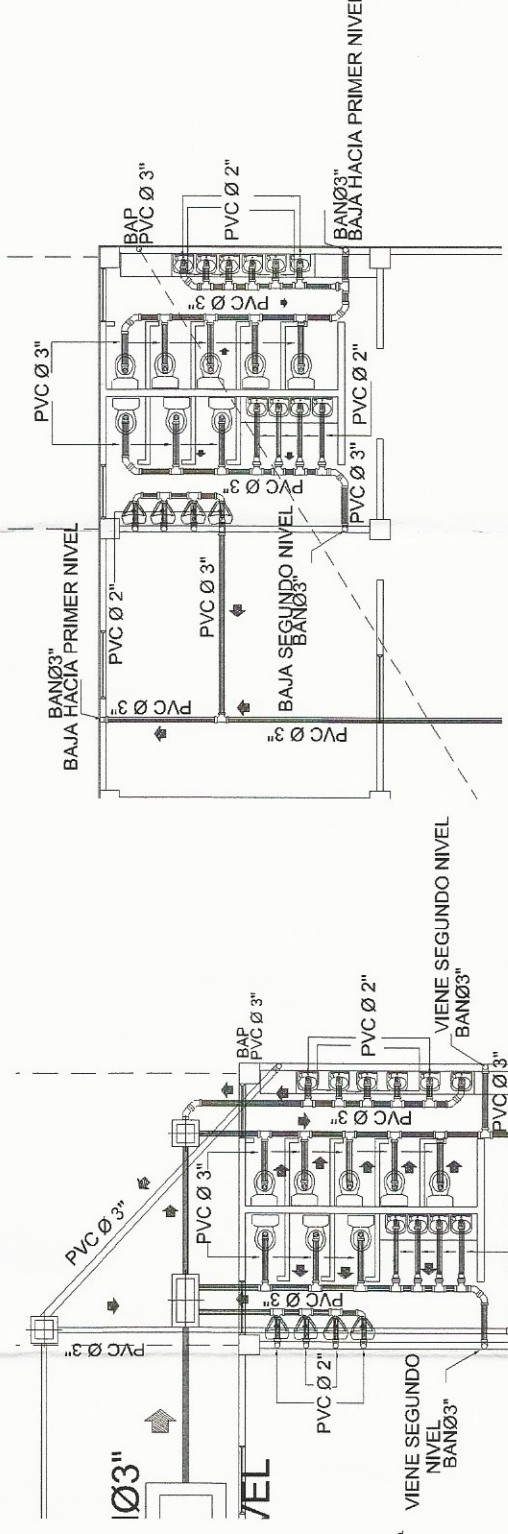 BAJA HACIA PRIMER NIVEL
BANØ3"
BAP
PVC Ø 3"
PVC Ø 2"
PVC Ø 3"
PVC Ø 3"
PVC Ø 2"
PVC Ø 3"
PVC Ø 3"
BAJA SEGUNDO NIVEL
BANØ3"
PVC Ø 2"
PVC Ø 3"
BANØ3"
BAJA HACIA PRIMER NIVEL
PVC Ø 3"
PVC Ø 3"
VIENE SEGUNDO NIVEL
BANØ3"
BAP
PVC Ø 3"
PVC Ø 2"
PVC Ø 3"
PVC Ø 3"
PVC Ø 3"
PVC Ø 3"
PVC Ø 3"
PVC Ø 3"
PVC Ø 2"
VIENE SEGUNDO
NIVEL
BANØ3"
Ø3"
VEL